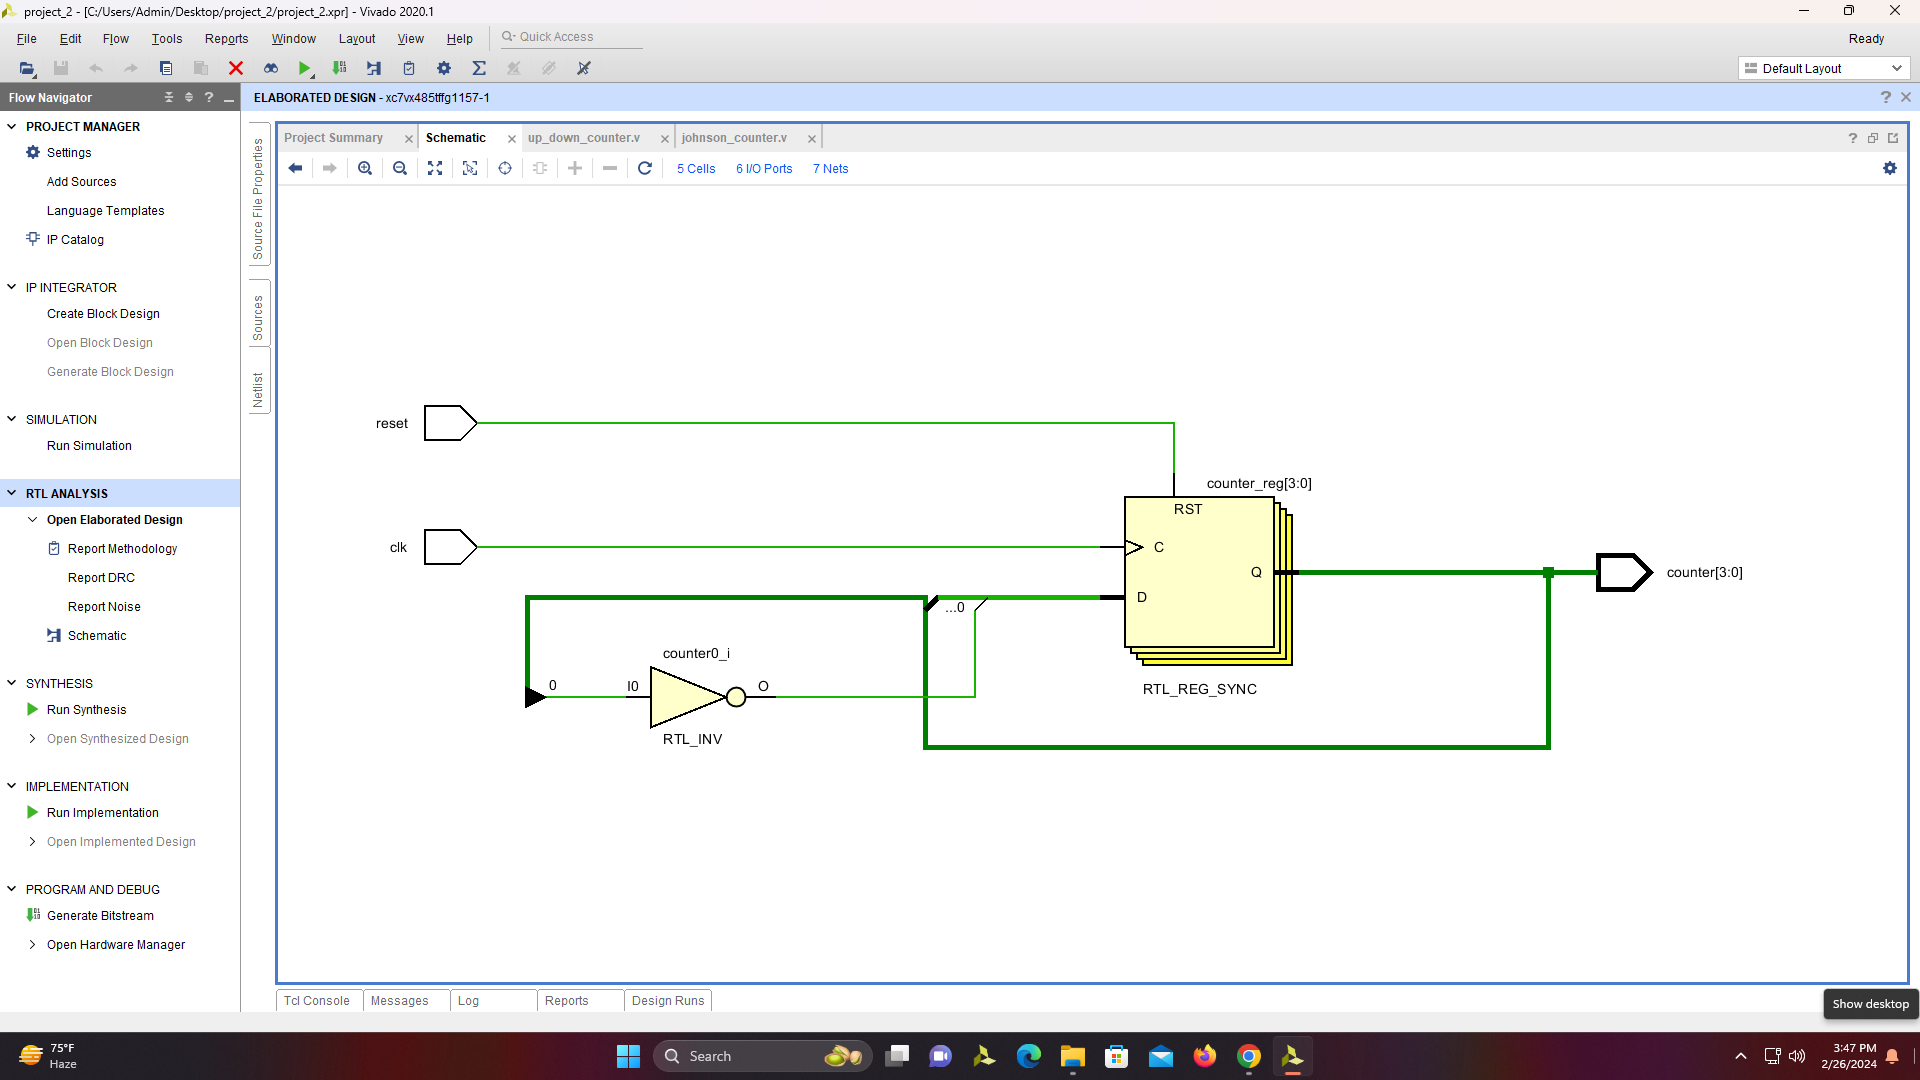 project_2 - [C:/Users/Admin/Desktop/project_2/project_2.xpr] - Vivado 2020.1
File Edit Flow Tools Reports Window Layout View Help Quick Access Ready
Default Layout
Flow Navigator
ELABORATED DESIGN - xc7vx485tffg1157-1
PROJECT MANAGER
Settings
Add Sources
Language Templates
IP Catalog
IP INTEGRATOR
Create Block Design
Open Block Design
Generate Block Design
SIMULATION
Run Simulation
RTL ANALYSIS
Open Elaborated Design
Report Methodology
Report DRC
Report Noise
Schematic
SYNTHESIS
Run Synthesis
Open Synthesized Design
IMPLEMENTATION
Run Implementation
Open Implemented Design
PROGRAM AND DEBUG
Generate Bitstream
Open Hardware Manager
Source File Properties
Sources
Netlist
Project Summary Schematic up_down_counter.v johnson_counter.v
5 Cells 6 I/O Ports 7 Nets
reset
clk
counter_reg[3:0]
RST
C
Q
D
counter[3:0]
...0
RTL_REG_SYNC
counter0_i
0
I0
O
RTL_INV
Tcl Console Messages Log Reports Design Runs
Show desktop
75°F
Haze
Search
3:47 PM
2/26/2024